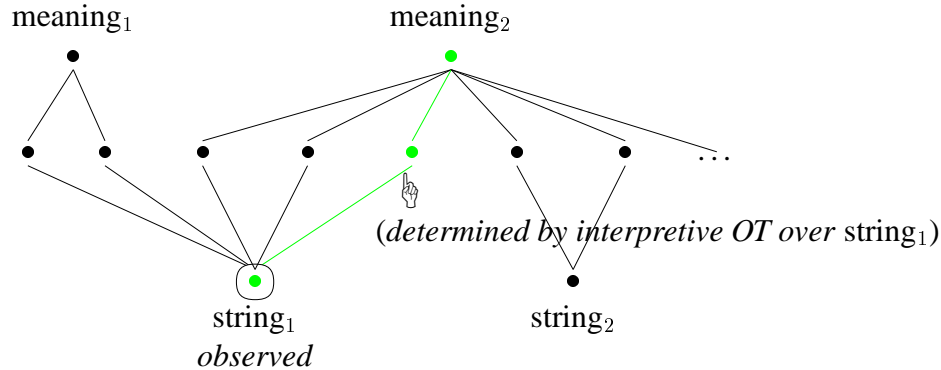 meaning₁ meaning₂
...
(determined by interpretive OT over string₁)
string₁ string₂
observed